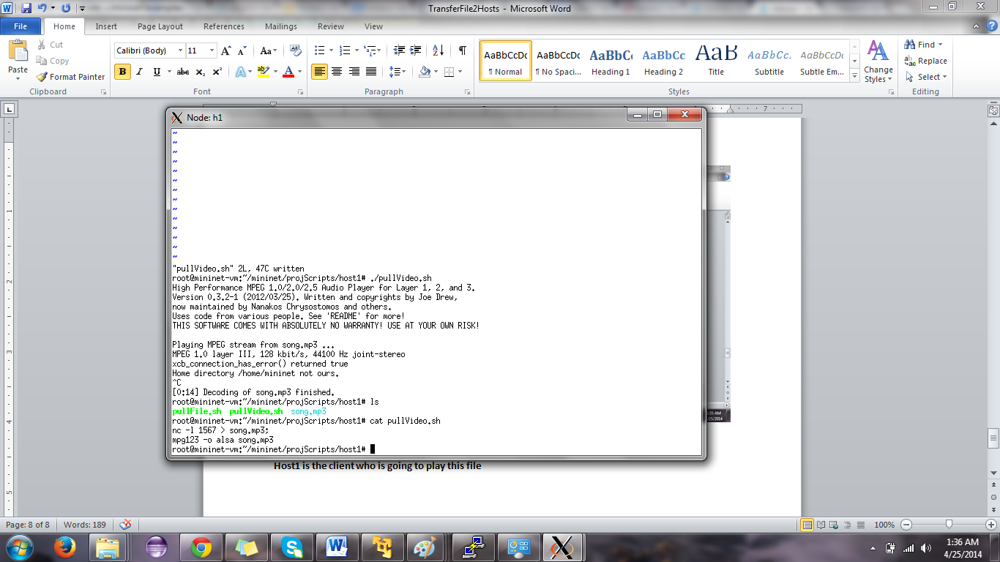 TransferFile2Hosts - Microsoft Word
File Home Insert Page Layout References Mailings Review View
Paste
Cut
Copy
Format Painter
Clipboard
Calibri (Body) 11
Font
Paragraph
AaBbCcDc AaBbCcDc AaBbCc AaBbCc AaB AaBbCc. AaBbCcDc
¶ Normal ¶ No Spaci... Heading 1 Heading 2 Title Subtitle Subtle Em...
Styles
Change Styles
Find
Replace
Select
Editing
7
Node: h1
~
~
~
~
~
~
~
~
~
~
~
~
~
~
"pullVideo.sh" 2L, 47C written
root@mininet-vm:~/mininet/projScripts/host1# ./pullVideo.sh
High Performance MPEG 1.0/2.0/2.5 Audio Player for Layer 1, 2, and 3.
Version 0.3.2-1 (2012/03/25). Written and copyrights by Joe Drew,
now maintained by Nanakos Chrysostomos and others.
Uses code from various people. See 'README' for more!
THIS SOFTWARE COMES WITH ABSOLUTELY NO WARRANTY! USE AT YOUR OWN RISK!
Playing MPEG stream from song.mp3 ...
MPEG 1.0 layer III, 128 kbit/s, 44100 Hz joint-stereo
xcb_connection_has_error() returned true
Home directory /home/mininet not ours.
^C
[0:14] Decoding of song.mp3 finished.
root@mininet-vm:~/mininet/projScripts/host1# ls
pullFile.sh pullVideo.sh song.mp3
root@mininet-vm:~/mininet/projScripts/host1# cat pullVideo.sh
nc -l 1567 > song.mp3;
mpg123 -o alsa song.mp3
root@mininet-vm:~/mininet/projScripts/host1#
Host1 is the client who is going to play this file
Page: 8 of 8 Words: 189 100%
1:36 AM
4/25/2014